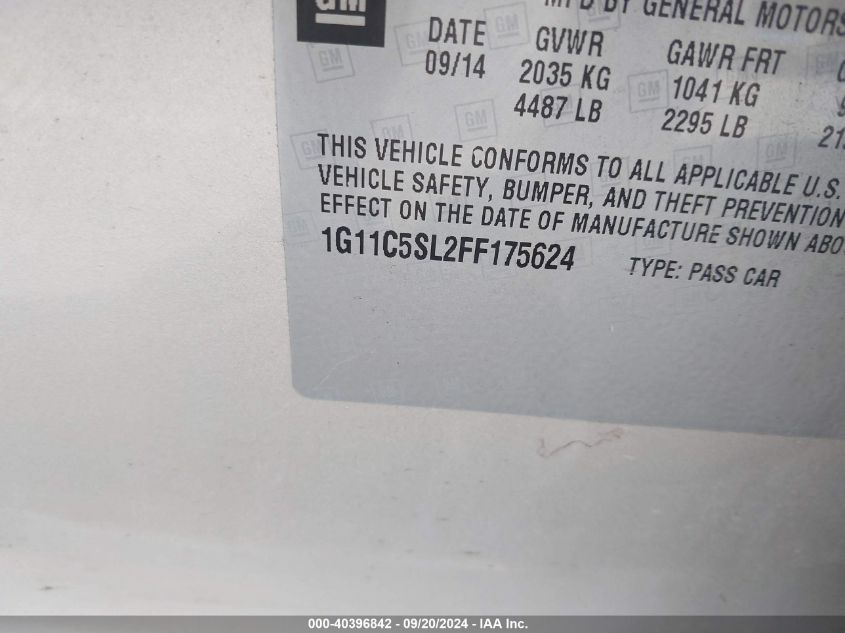 GM
MFD BY GENERAL MOTORS
DATE GVWR GAWR FRT
09/14 2035 KG 1041 KG
4487 LB 2295 LB
THIS VEHICLE CONFORMS TO ALL APPLICABLE U.S.
VEHICLE SAFETY, BUMPER, AND THEFT PREVENTION
EFFECT ON THE DATE OF MANUFACTURE SHOWN ABO
1G11C5SL2FF175624 TYPE: PASS CAR
000-40396842 - 09/20/2024 - IAA Inc.